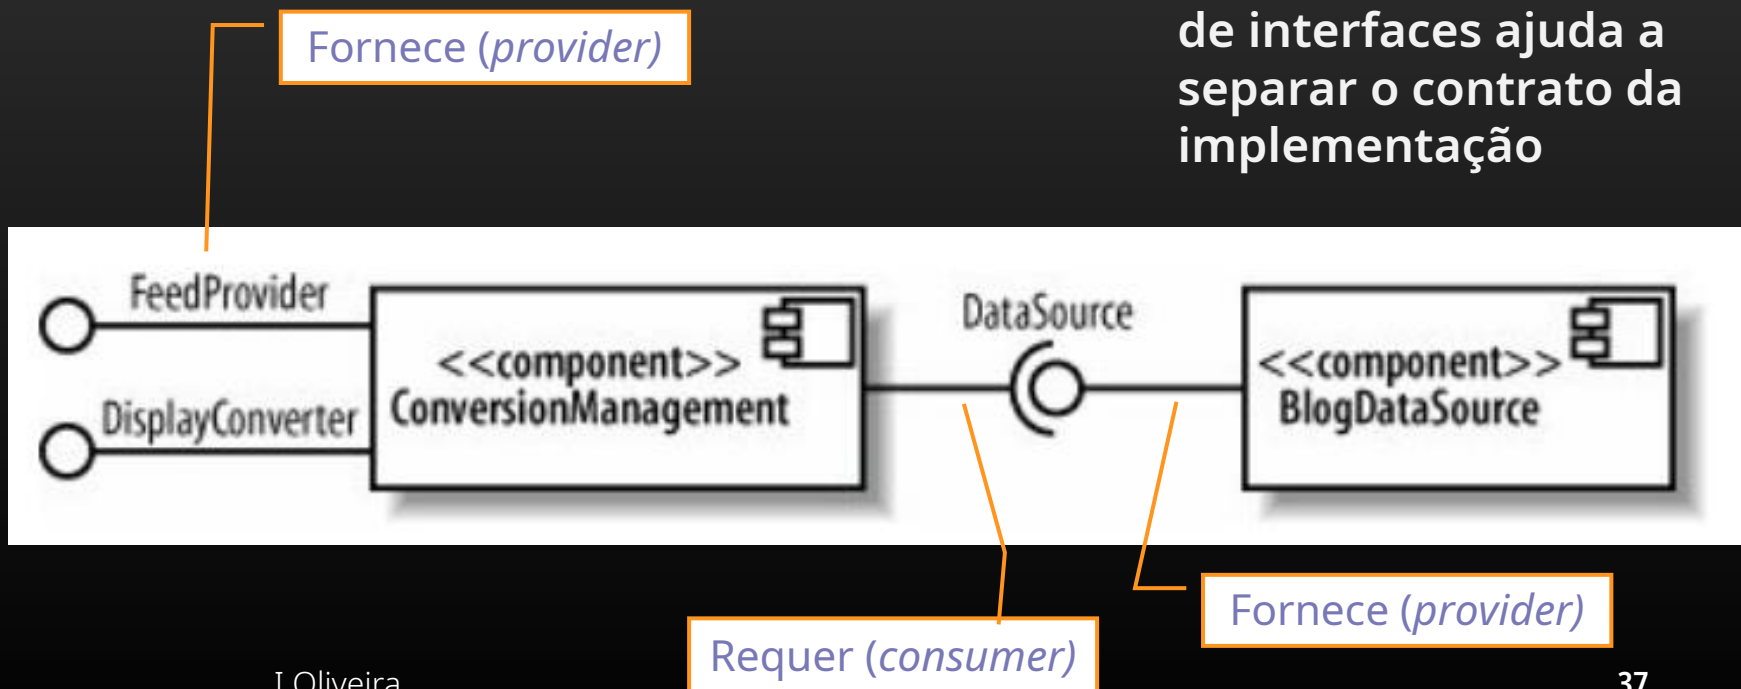 Fornece (provider)
de interfaces ajuda a
separar o contrato da
implementação
FeedProvider
DisplayConverter
<<component>>
ConversionManagement
DataSource
<<component>>
BlogDataSource
Requer (consumer)
Fornece (provider)
I Oliveira
37